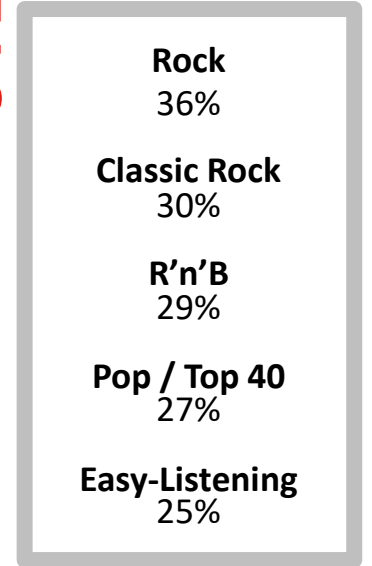 Rock
36%
Classic Rock
30%
R’n’B
29%
Pop / Top 40
27%
Easy-Listening
25%